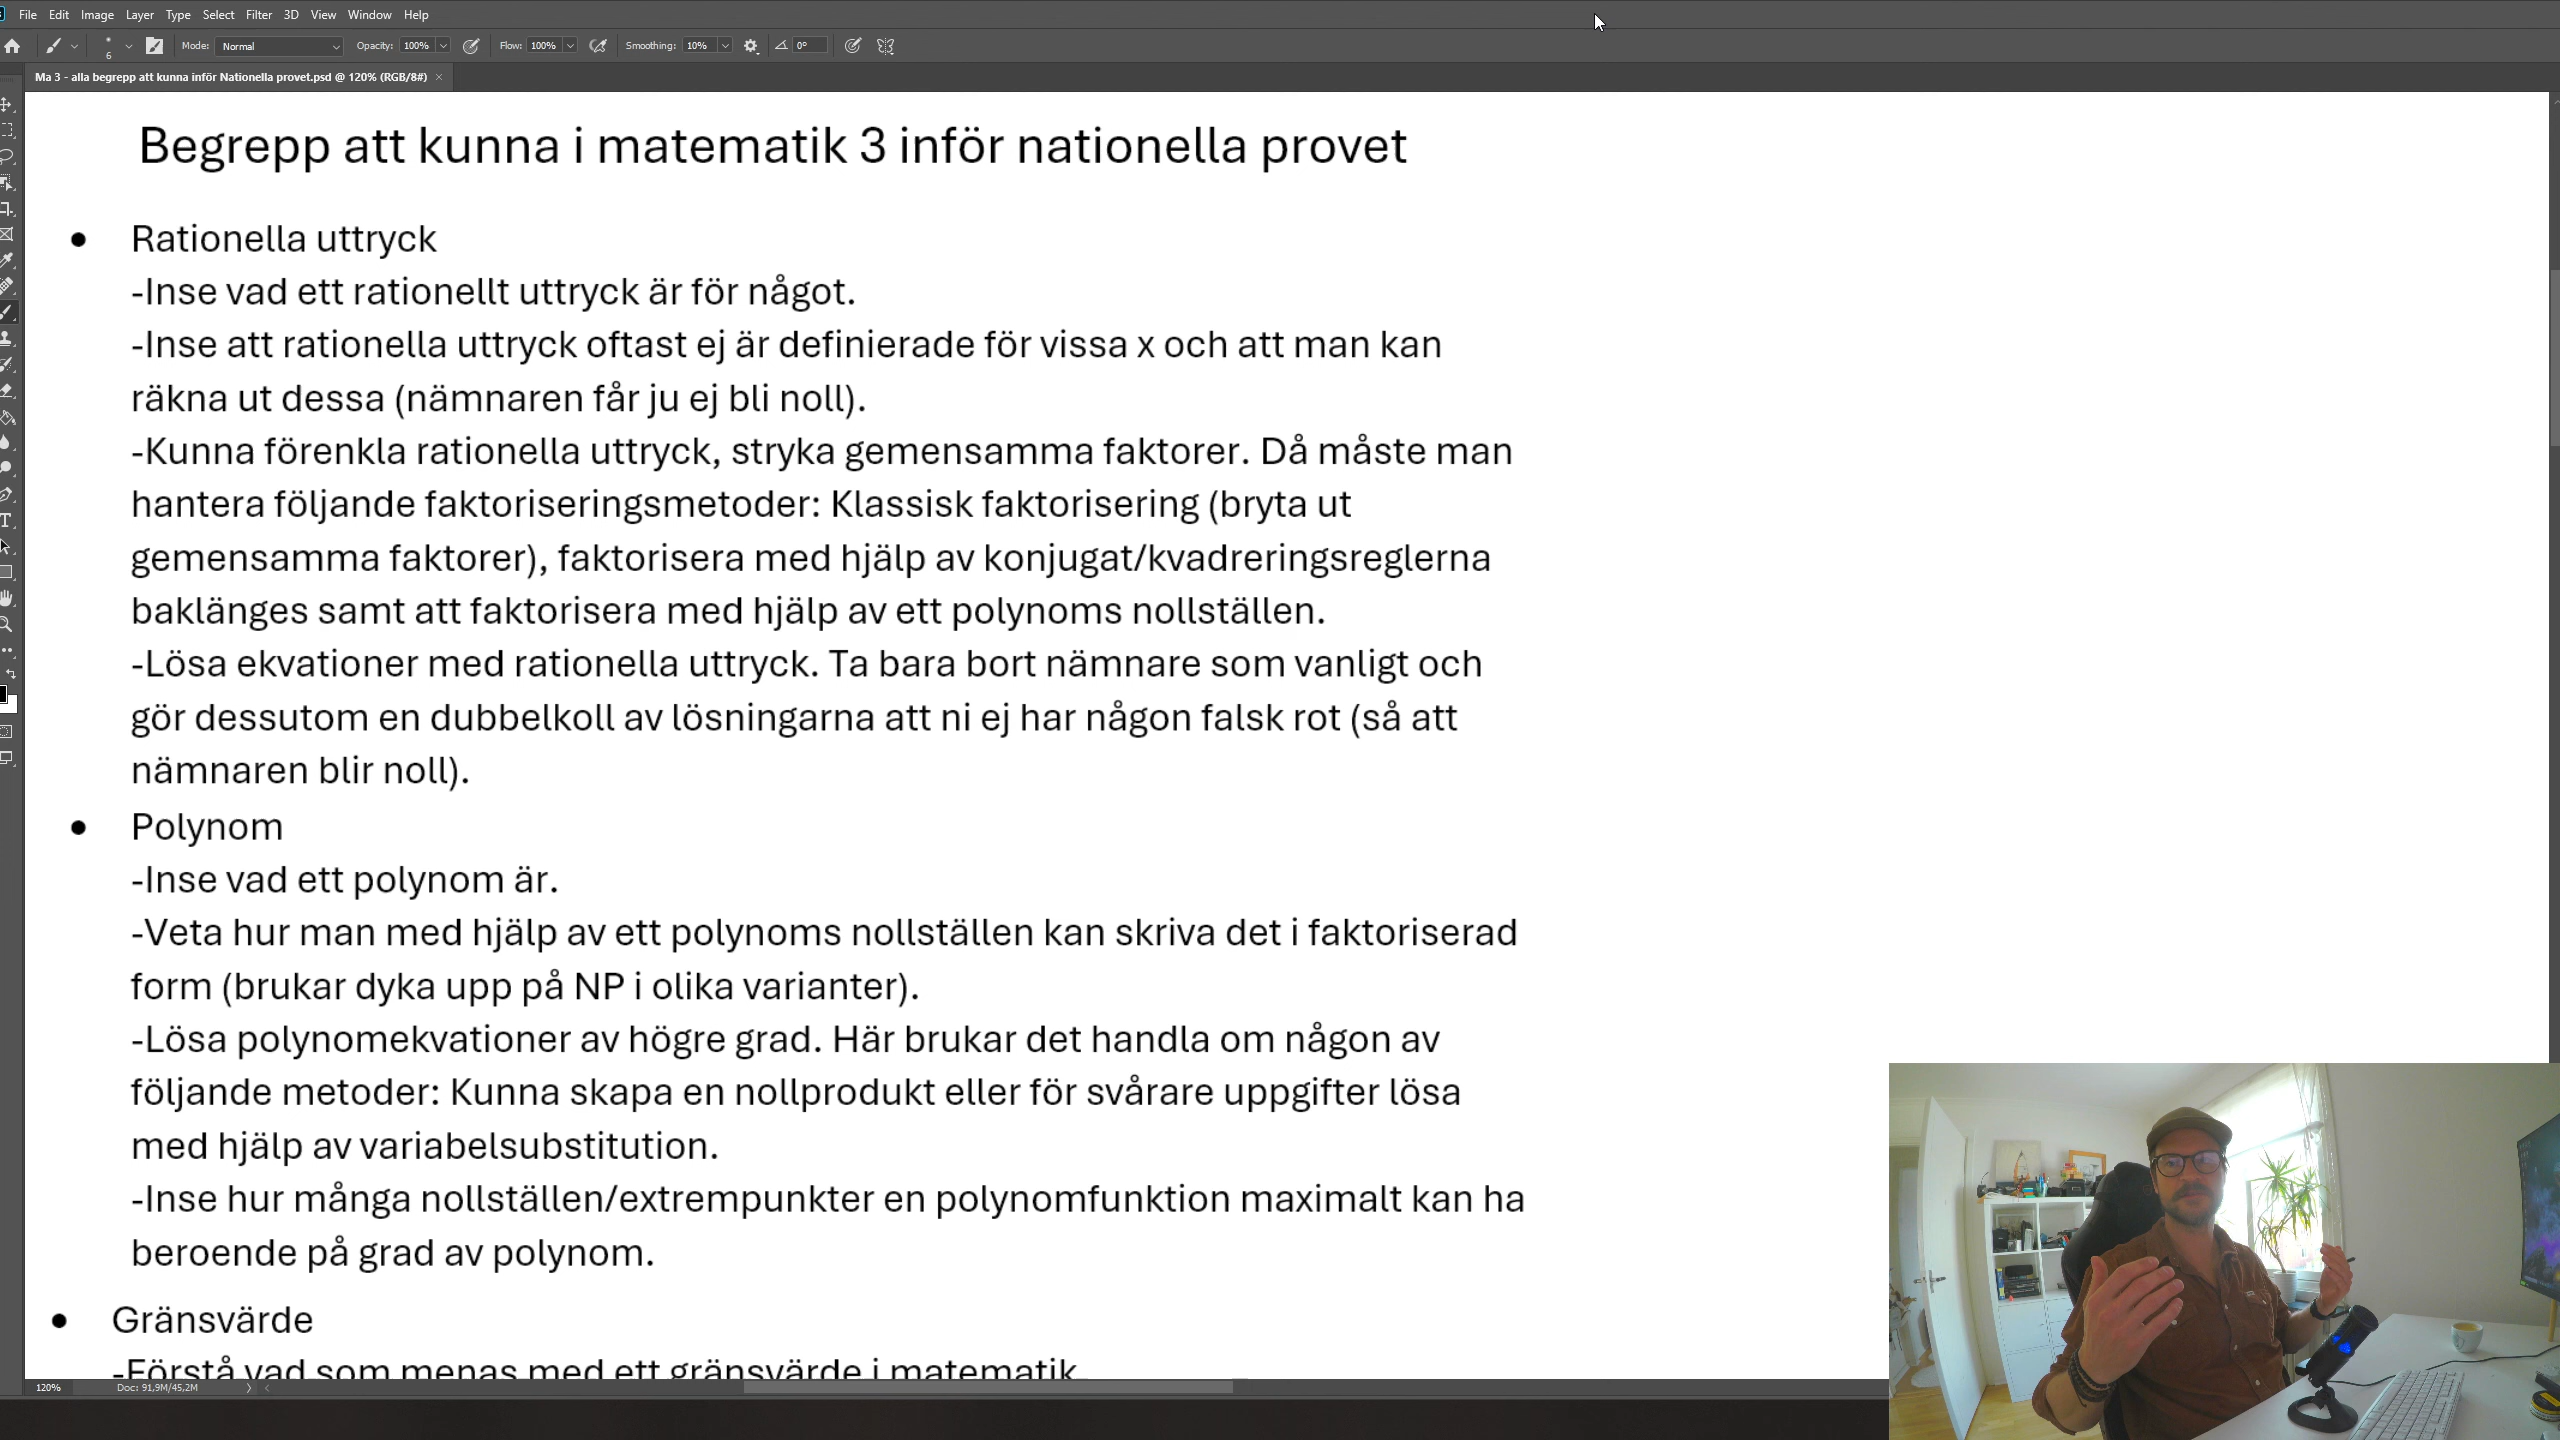 File Edit Image Layer Type Select Filter 3D View Window Help
6 Mode: Normal Opacity: 100% Flow: 100% Smoothing: 10% 0°
Ma 3 - alla begrepp att kunna inför Nationella provet.psd @ 120% (RGB/8#) ×
Begrepp att kunna i matematik 3 inför nationella provet
• Rationella uttryck
-Inse vad ett rationellt uttryck är för något.
-Inse att rationella uttryck oftast ej är definierade för vissa x och att man kan
räkna ut dessa (nämnaren får ju ej bli noll).
-Kunna förenkla rationella uttryck, stryka gemensamma faktorer. Då måste man
hantera följande faktoriseringsmetoder: Klassisk faktorisering (bryta ut
gemensamma faktorer), faktorisera med hjälp av konjugat/kvadreringsreglerna
baklänges samt att faktorisera med hjälp av ett polynoms nollställen.
-Lösa ekvationer med rationella uttryck. Ta bara bort nämnare som vanligt och
gör dessutom en dubbelkoll av lösningarna att ni ej har någon falsk rot (så att
nämnaren blir noll).
• Polynom
-Inse vad ett polynom är.
-Veta hur man med hjälp av ett polynoms nollställen kan skriva det i faktoriserad
form (brukar dyka upp på NP i olika varianter).
-Lösa polynomekvationer av högre grad. Här brukar det handla om någon av
följande metoder: Kunna skapa en nollprodukt eller för svårare uppgifter lösa
med hjälp av variabelsubstitution.
-Inse hur många nollställen/extrempunkter en polynomfunktion maximalt kan ha
beroende på grad av polynom.
• Gränsvärde
-Förstå vad som menas med ett gränsvärde i matematik
120% Doc: 91,9M/45,2M